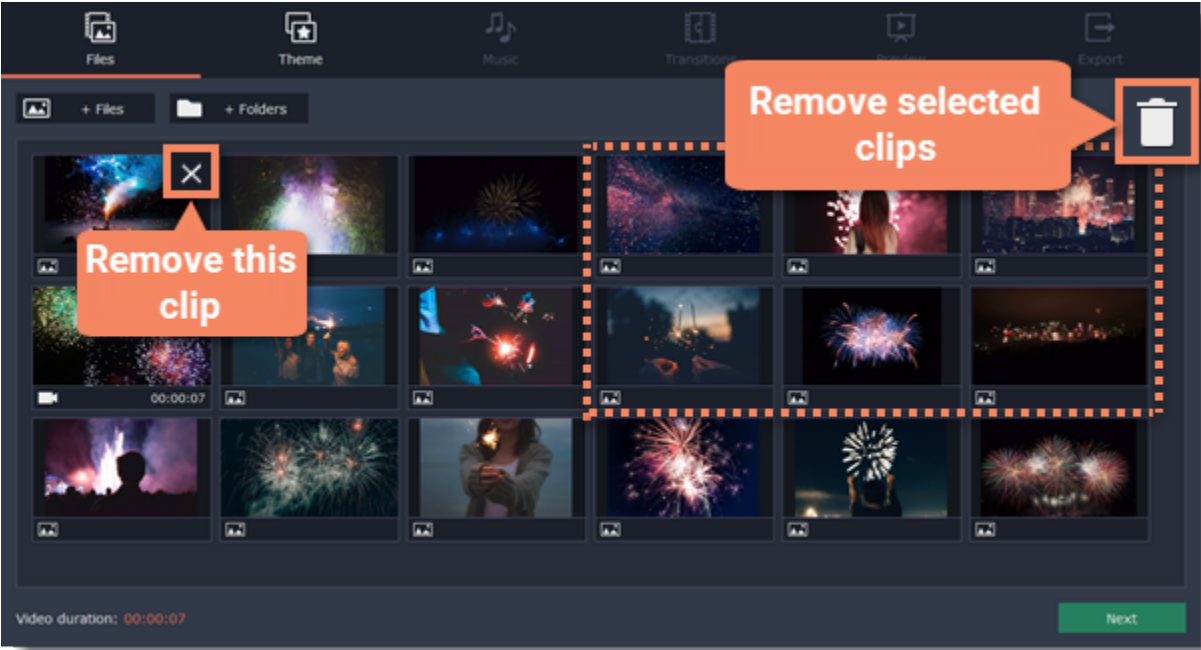 Files
Theme
Music
Transitions
Export
+ Files
+ Folders
Remove selected
clips
Remove this
clip
00:00:07
Video duration: 00:00:07
Next